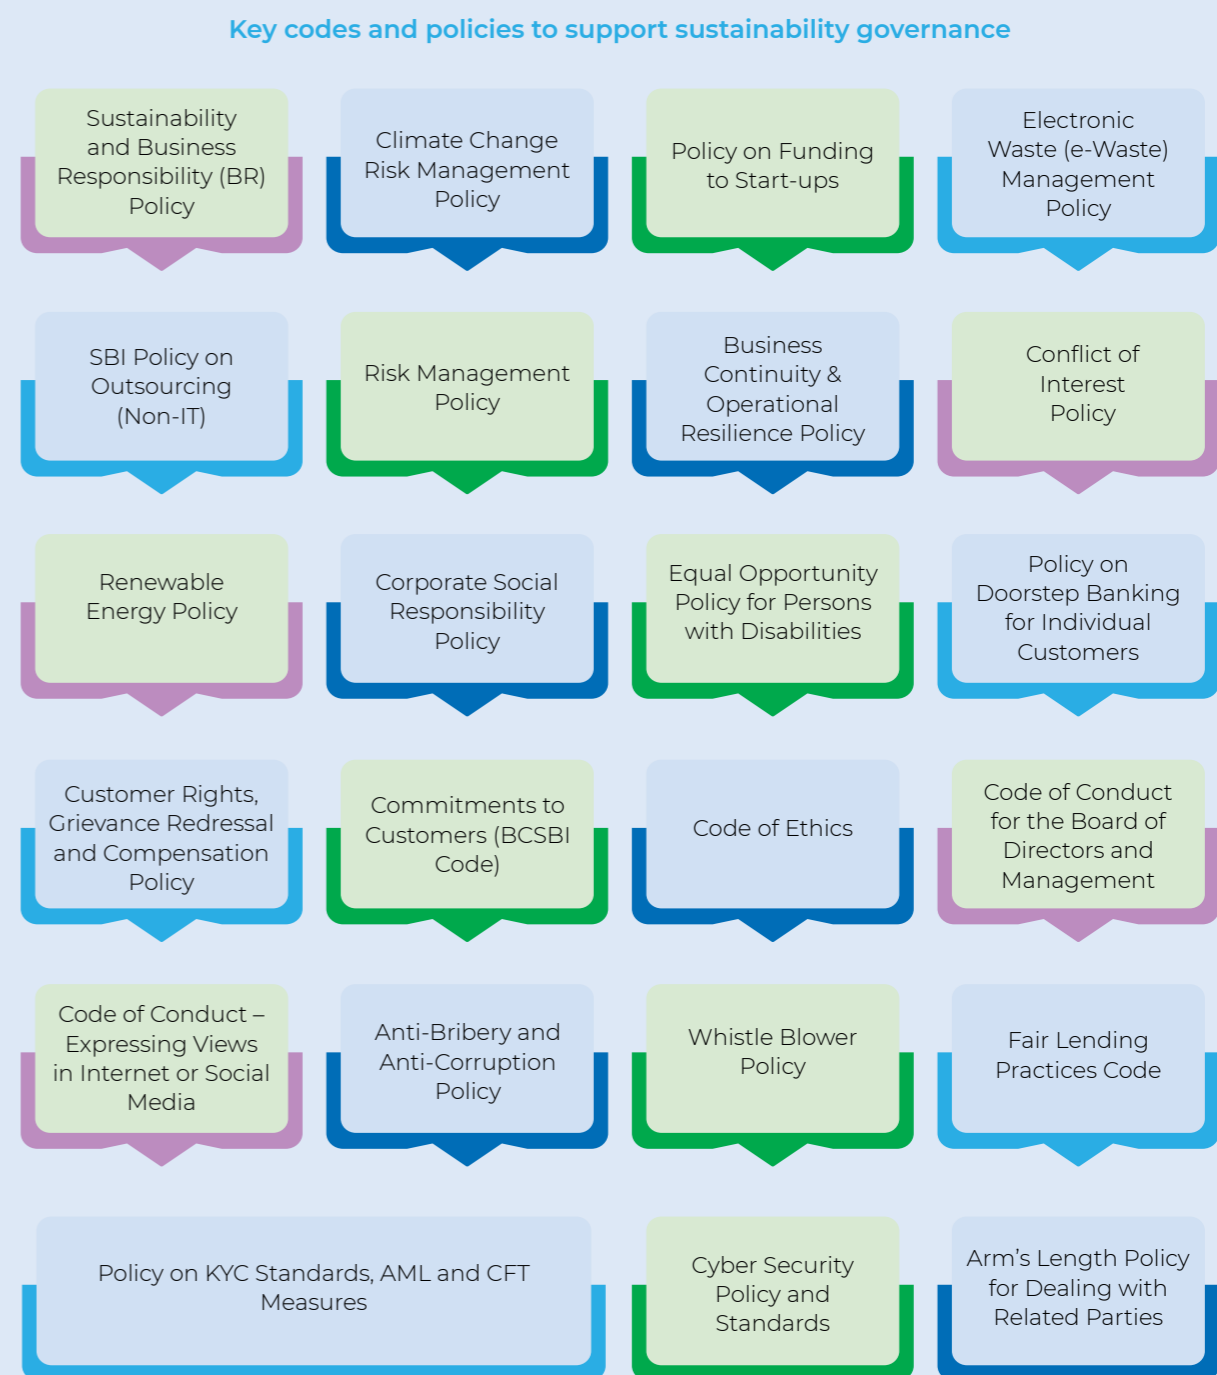 Key codes and policies to support sustainability governance
Sustainability
and Business
Responsibility (BR)
Policy
Climate Change
Risk Management
Policy
Policy on Funding
to Start-ups
Electronic
Waste (e-Waste)
Management
Policy
SBI Policy on
Outsourcing
(Non-IT)
Risk Management
Policy
Business
Continuity &
Operational
Resilience Policy
Conflict of
Interest
Policy
Renewable
Energy Policy
Corporate Social
Responsibility
Policy
Equal Opportunity
Policy for Persons
with Disabilities
Policy on
Doorstep Banking
for Individual
Customers
Customer Rights,
Grievance Redressal
and Compensation
Policy
Commitments to
Customers (BCSBI
Code)
Code of Ethics
Code of Conduct
for the Board of
Directors and
Management
Code of Conduct –
Expressing Views
in Internet or Social
Media
Anti-Bribery and
Anti-Corruption
Policy
Whistle Blower
Policy
Fair Lending
Practices Code
Policy on KYC Standards, AML and CFT
Measures
Cyber Security
Policy and
Standards
Arm's Length Policy
for Dealing with
Related Parties